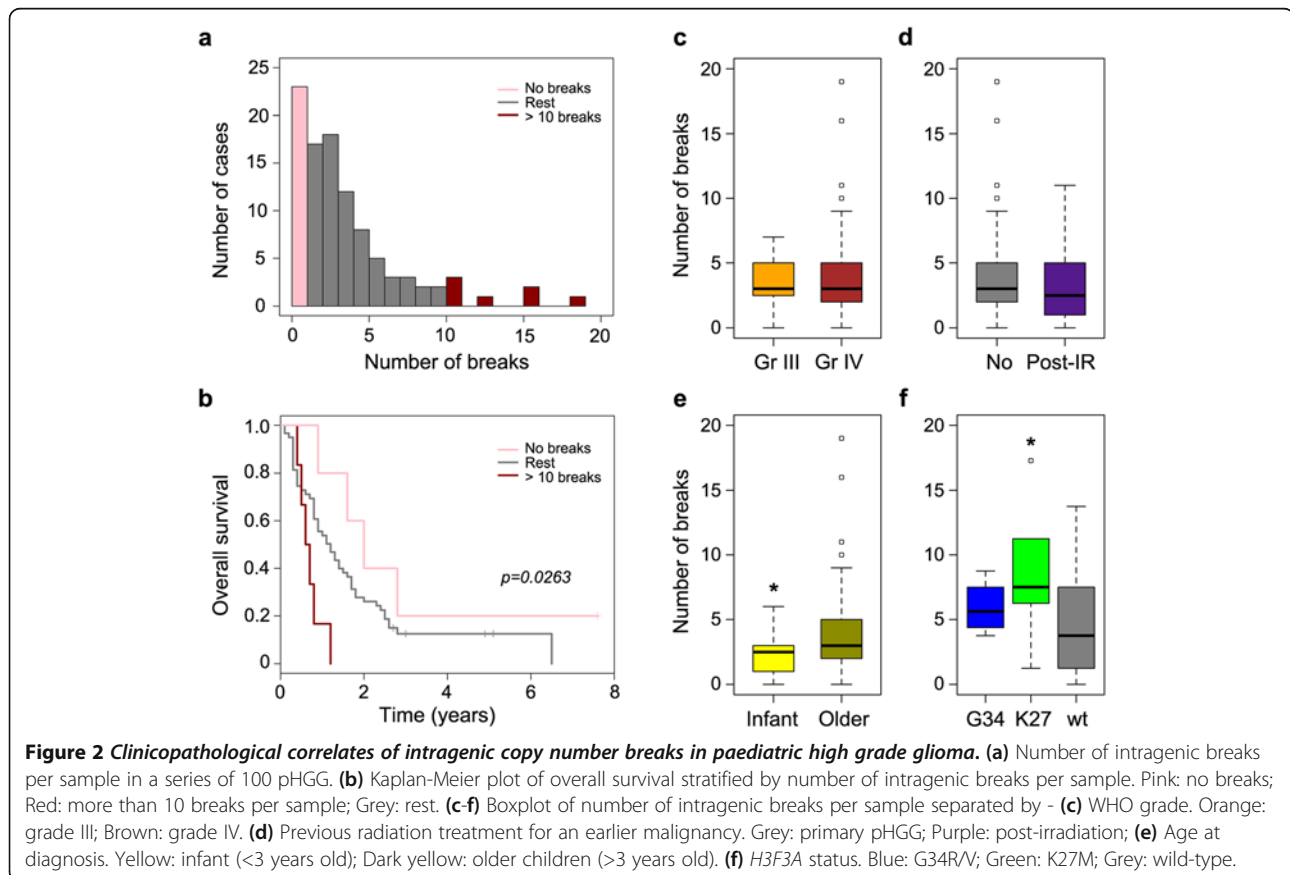 a
25
20
15
10
5
0
Number of cases
No breaks
Rest
> 10 breaks
0 5 10 15 20
Number of breaks
b
1.0
0.8
0.6
0.4
0.2
0
Overall survival
No breaks
Rest
> 10 breaks
p=0.0263
0 2 4 6 8
Time (years)
c
20
15
10
5
0
Number of breaks
Gr III Gr IV
d
20
15
10
5
0
No Post-IR
e
20
15
10
5
0
Number of breaks
*
Infant Older
f
20
15
10
5
0
*
G34 K27 wt
Figure 2 Clinicopathological correlates of intragenic copy number breaks in paediatric high grade glioma. (a) Number of intragenic breaks
per sample in a series of 100 pHGG. (b) Kaplan-Meier plot of overall survival stratified by number of intragenic breaks per sample. Pink: no breaks;
Red: more than 10 breaks per sample; Grey: rest. (c-f) Boxplot of number of intragenic breaks per sample separated by - (c) WHO grade. Orange:
grade III; Brown: grade IV. (d) Previous radiation treatment for an earlier malignancy. Grey: primary pHGG; Purple: post-irradiation; (e) Age at
diagnosis. Yellow: infant (<3 years old); Dark yellow: older children (>3 years old). (f) H3F3A status. Blue: G34R/V; Green: K27M; Grey: wild-type.